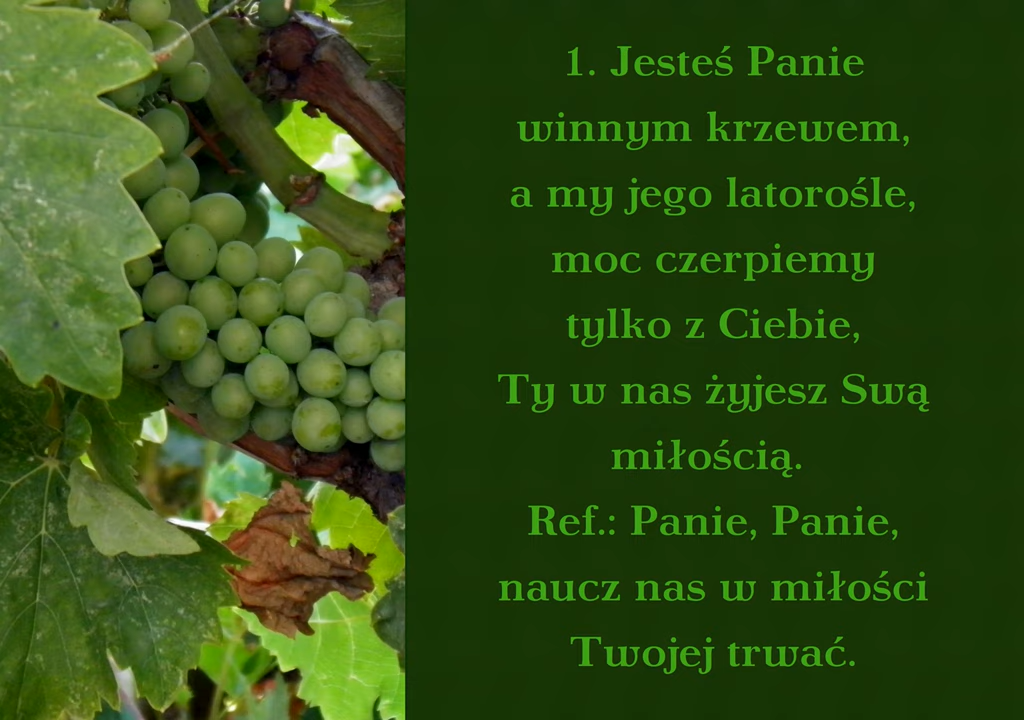 1. Jesteś Panie
winnym krzewem,
a my jego latorośle,
moc czerpiemy
tylko z Ciebie,
Ty w nas żyjesz Swą
miłością.
Ref.: Panie, Panie,
naucz nas w miłości
Twojej trwać.